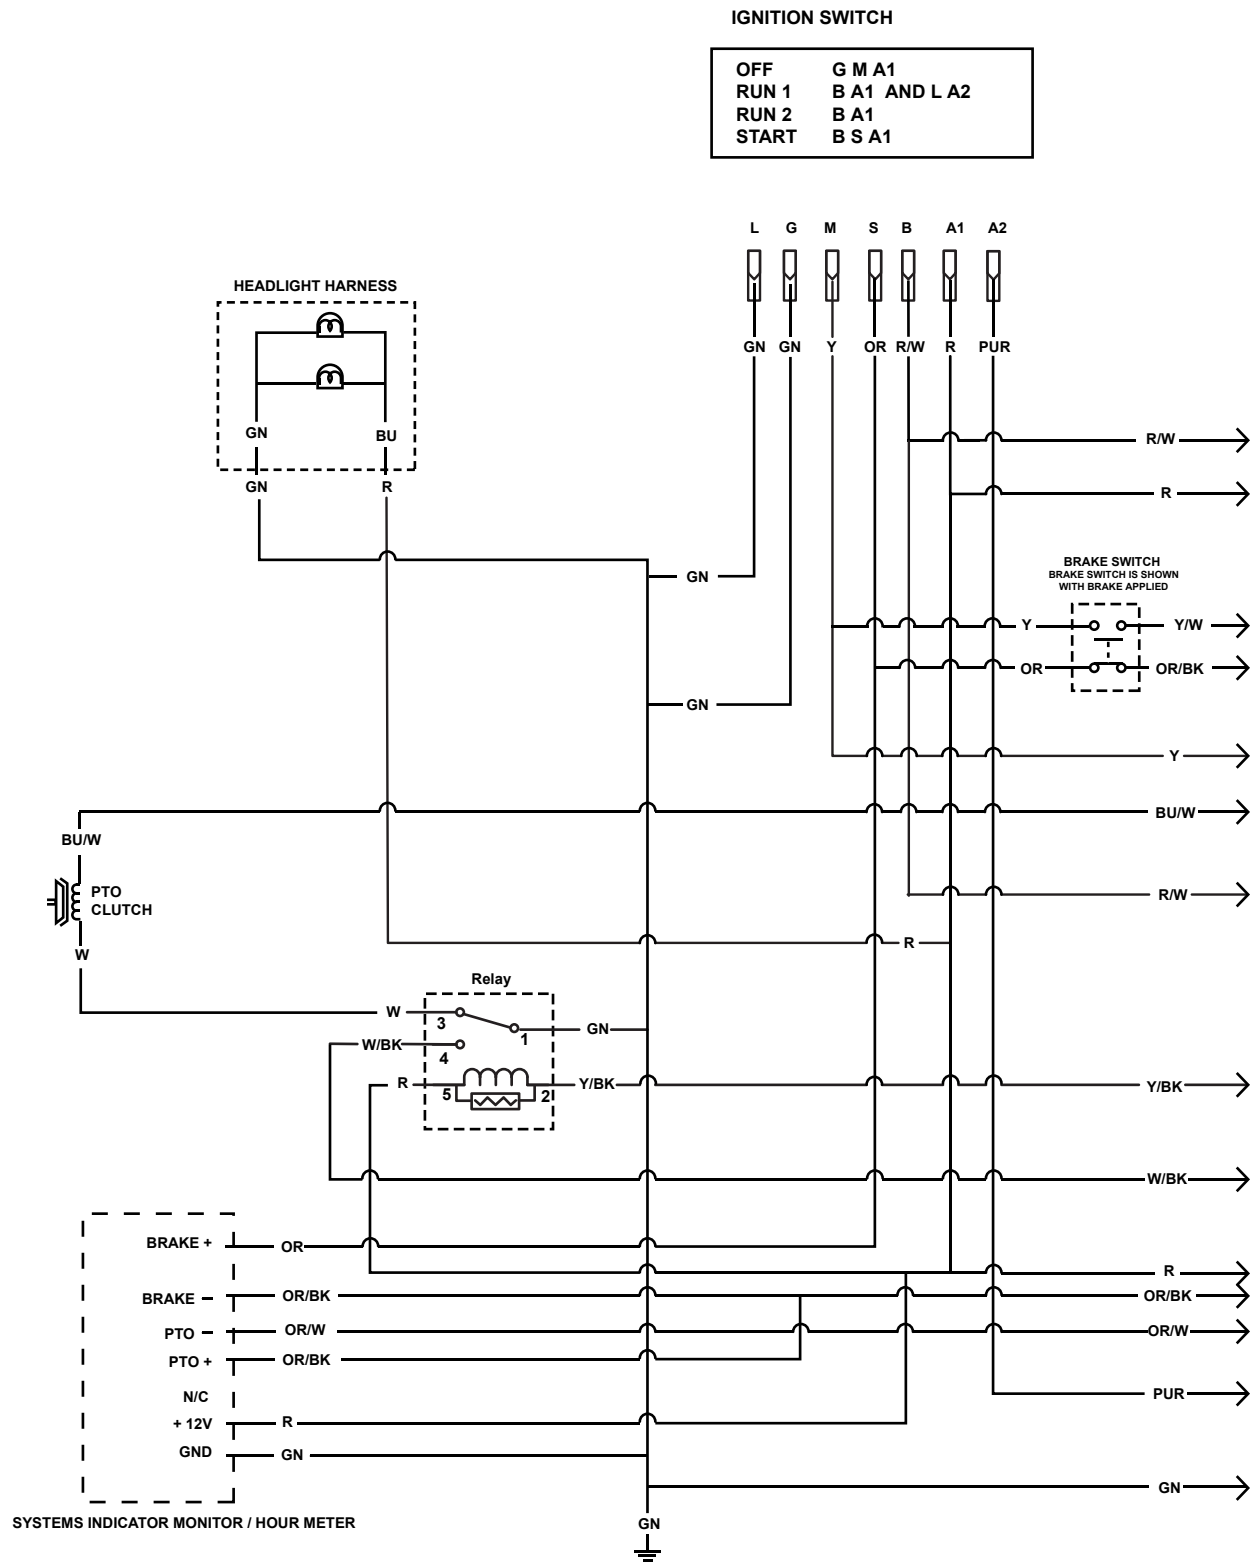 IGNITION SWITCH
OFF G M A1
RUN 1 B A1 AND L A2
RUN 2 B A1
START B S A1
L G M S B A1 A2
HEADLIGHT HARNESS
GN GN Y OR R/W R PUR
GN BU
R/W
GN R
R
BRAKE SWITCH
BRAKE SWITCH IS SHOWN
WITH BRAKE APPLIED
GN
Y Y/W
OR OR/BK
GN
Y
BU/W
BU/W
PTO
CLUTCH
R/W
W
R
Relay
W 3
1 GN
W/BK 4
R 5 2 Y/BK Y/BK
W/BK
BRAKE + OR
R
BRAKE − OR/BK OR/BK
PTO − OR/W OR/W
PTO + OR/BK
N/C PUR
+ 12V R
GND GN
GN
SYSTEMS INDICATOR MONITOR / HOUR METER
GN